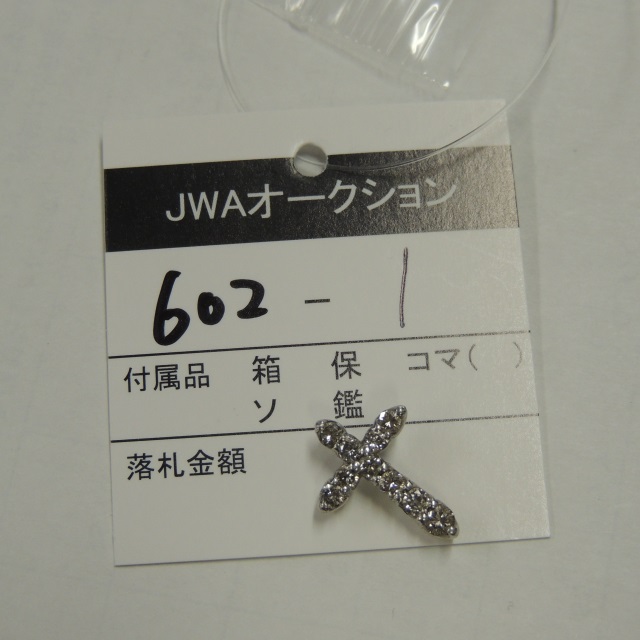 JWAオークション
602 - 1
付属品 箱 保 コマ( )
ソ 鑑
落札金額